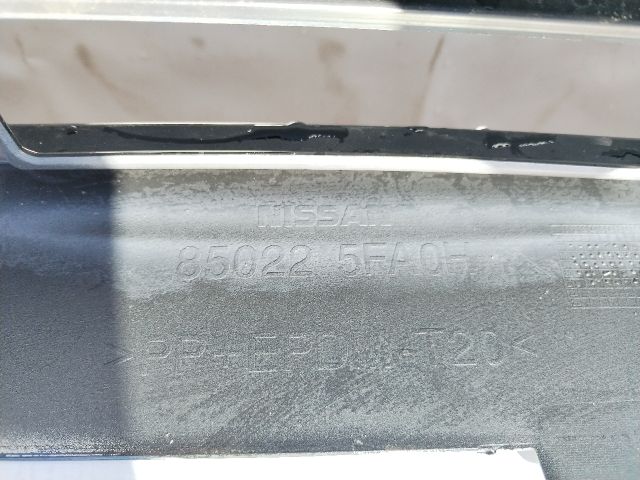 NISSAN
85022 5FA0H
>PP+EPDM-T20<